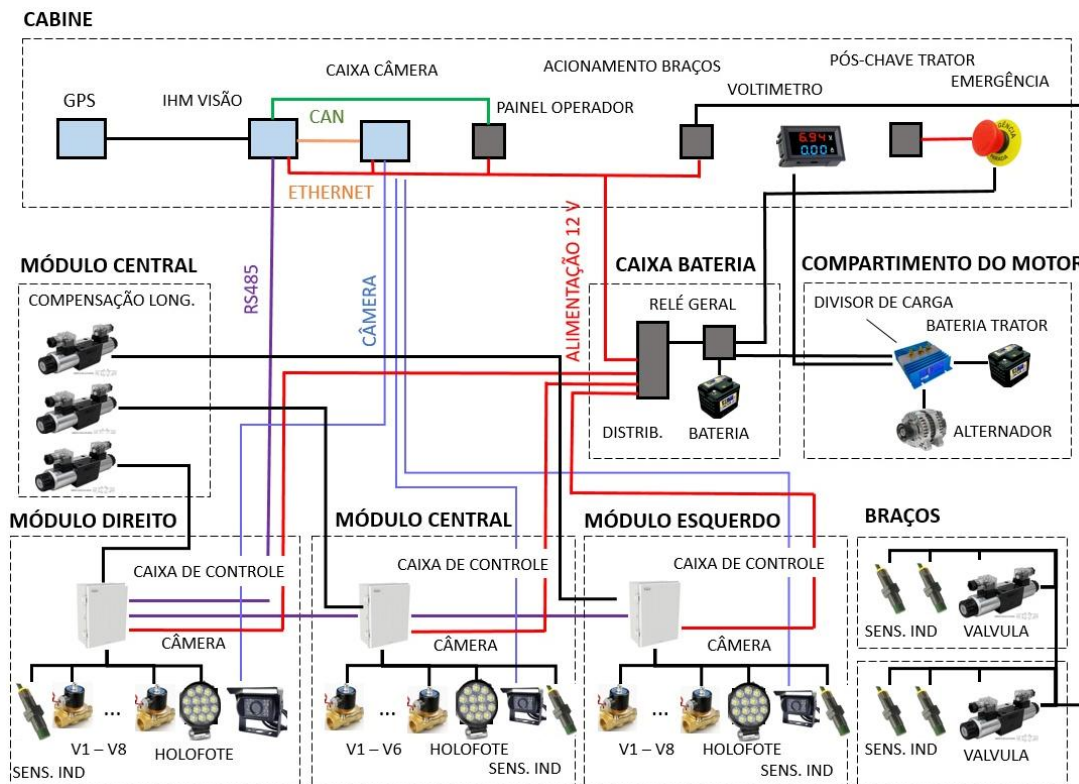 CABINE
GPS
IHM VISÃO
CAIXA CÂMERA
CAN
ETHERNET
PAINEL OPERADOR
ACIONAMENTO BRAÇOS
VOLTIMETRO
PÓS-CHAVE TRATOR
EMERGÊNCIA
6.94
0.00
RS485
CÂMERA
ALIMENTAÇÃO 12 V
MÓDULO CENTRAL
COMPENSAÇÃO LONG.
CAIXA BATERIA
RELÉ GERAL
DISTRIB.
BATERIA
COMPARTIMENTO DO MOTOR
DIVISOR DE CARGA
BATERIA TRATOR
ALTERNADOR
MÓDULO DIREITO
CAIXA DE CONTROLE
CÂMERA
...
V1 – V8
HOLOFOTE
SENS. IND
MÓDULO CENTRAL
CAIXA DE CONTROLE
CÂMERA
...
V1 – V6
HOLOFOTE
SENS. IND
MÓDULO ESQUERDO
CAIXA DE CONTROLE
CÂMERA
...
V1 – V8
HOLOFOTE
SENS. IND
BRAÇOS
SENS. IND
VALVULA
SENS. IND
VALVULA